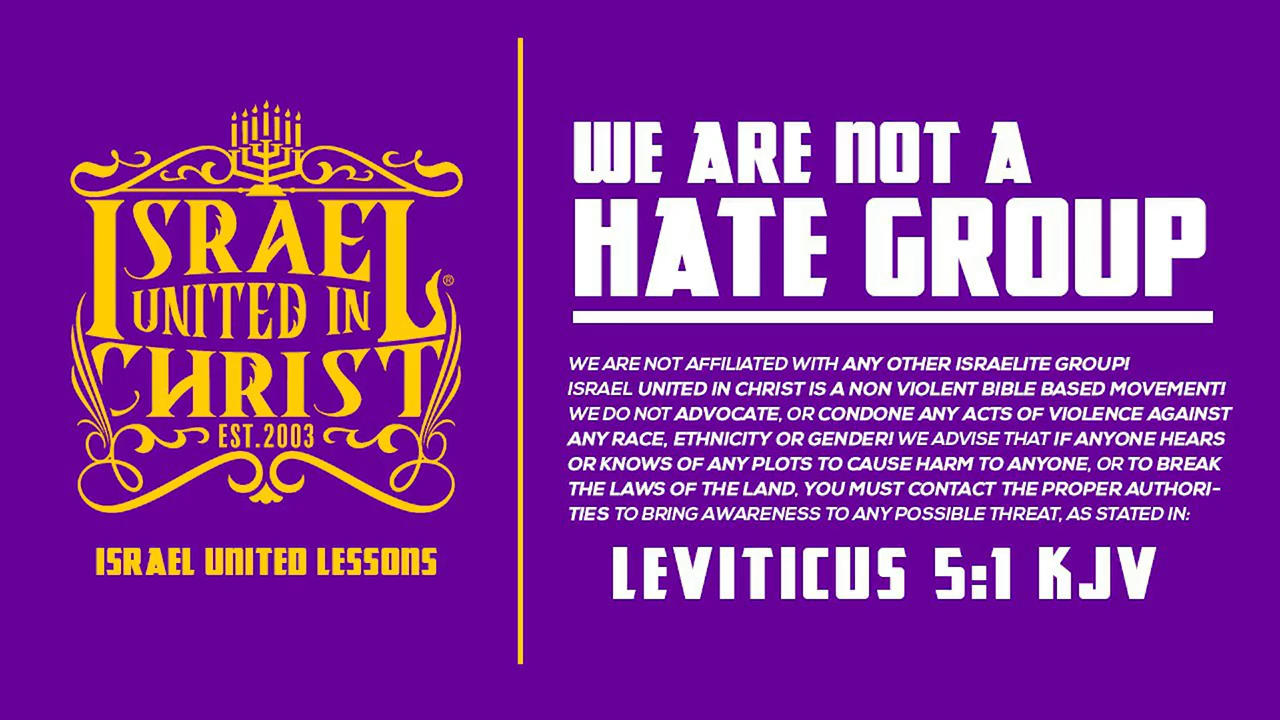 ISRAEL
UNITED IN
CHRIST
®
EST.2003
ISRAEL UNITED LESSONS
WE ARE NOT A
HATE GROUP
WE ARE NOT AFFILIATED WITH ANY OTHER ISRAELITE GROUP!
ISRAEL UNITED IN CHRIST IS A NON VIOLENT BIBLE BASED MOVEMENT!
WE DO NOT ADVOCATE, OR CONDONE ANY ACTS OF VIOLENCE AGAINST
ANY RACE, ETHNICITY OR GENDER! WE ADVISE THAT IF ANYONE HEARS
OR KNOWS OF ANY PLOTS TO CAUSE HARM TO ANYONE, OR TO BREAK
THE LAWS OF THE LAND, YOU MUST CONTACT THE PROPER AUTHORI-
TIES TO BRING AWARENESS TO ANY POSSIBLE THREAT, AS STATED IN:
LEVITICUS 5:1 KJV